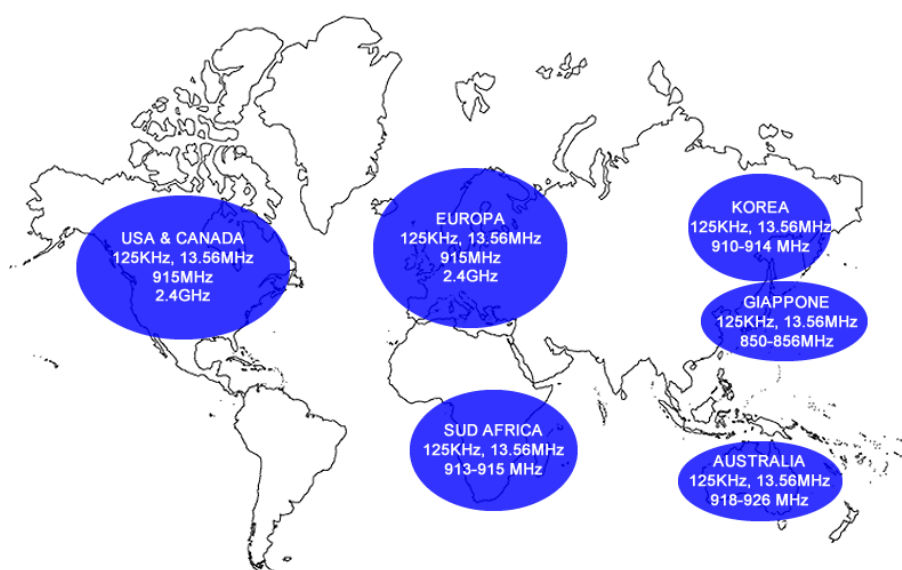 USA & CANADA
125KHz, 13.56MHz
915MHz
2.4GHz
EUROPA
125KHz, 13.56MHz
915MHz
2.4GHz
KOREA
125KHz, 13.56MHz
910-914 MHz
GIAPPONE
125KHz, 13.56MHz
850-856MHz
SUD AFRICA
125KHz, 13.56MHz
913-915 MHz
AUSTRALIA
125KHz, 13.56MHz
918-926 MHz